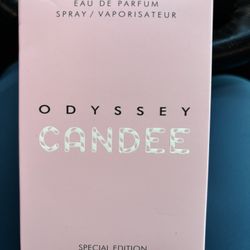 EAU DE PARFUM
SPRAY / VAPORISATEUR
ODYSSEY
CANDEE
SPECIAL EDITION